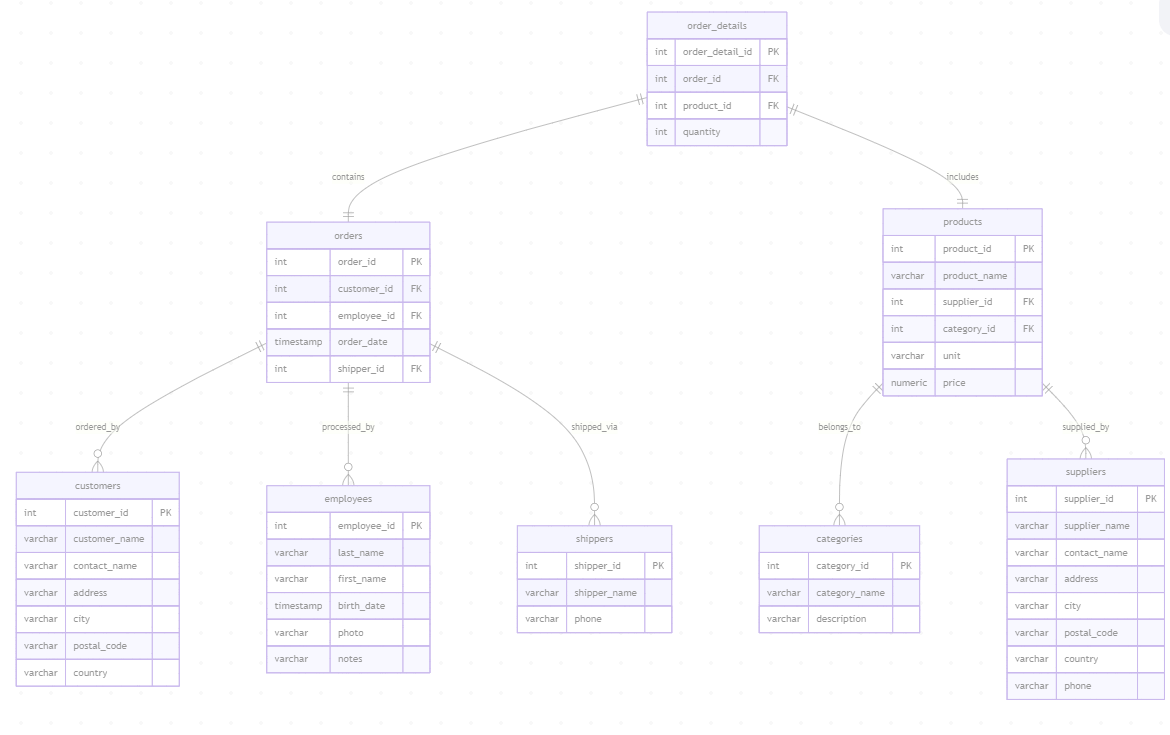 order_details
int order_detail_id PK
int order_id FK
int product_id FK
int quantity
contains
includes
orders
int order_id PK
int customer_id FK
int employee_id FK
timestamp order_date
int shipper_id FK
products
int product_id PK
varchar product_name
int supplier_id FK
int category_id FK
varchar unit
numeric price
ordered_by
processed_by
shipped_via
belongs_to
supplied_by
customers
int customer_id PK
varchar customer_name
varchar contact_name
varchar address
varchar city
varchar postal_code
varchar country
employees
int employee_id PK
varchar last_name
varchar first_name
timestamp birth_date
varchar photo
varchar notes
shippers
int shipper_id PK
varchar shipper_name
varchar phone
categories
int category_id PK
varchar category_name
varchar description
suppliers
int supplier_id PK
varchar supplier_name
varchar contact_name
varchar address
varchar city
varchar postal_code
varchar country
varchar phone